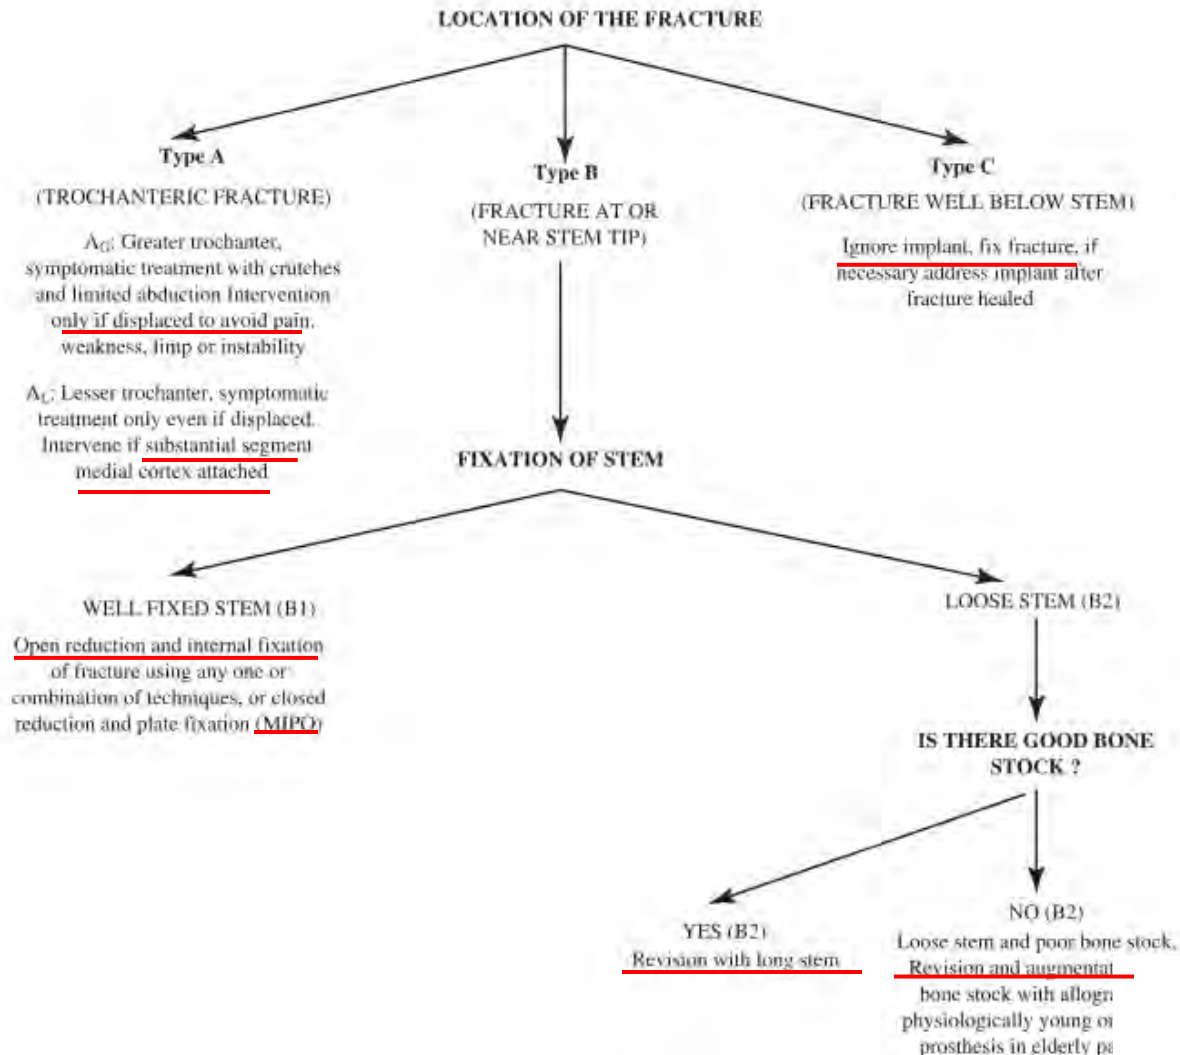 LOCATION OF THE FRACTURE
Type A
(TROCHANTERIC FRACTURE)
A_G: Greater trochanter,
symptomatic treatment with crutches
and limited abduction Intervention
only if displaced to avoid pain,
weakness, limp or instability
A_L: Lesser trochanter, symptomatic
treatment only even if displaced.
Intervene if substantial segment
medial cortex attached
Type B
(FRACTURE AT OR
NEAR STEM TIP)
Type C
(FRACTURE WELL BELOW STEM)
Ignore implant, fix fracture, if
necessary address implant after
fracture healed
FIXATION OF STEM
WELL FIXED STEM (B1)
Open reduction and internal fixation
of fracture using any one or
combination of techniques, or closed
reduction and plate fixation (MIPO)
LOOSE STEM (B2)
IS THERE GOOD BONE
STOCK ?
YES (B2)
Revision with long stem
NO (B2)
Loose stem and poor bone stock,
Revision and augmentat
bone stock with allogra
physiologically young or
prosthesis in elderly pa